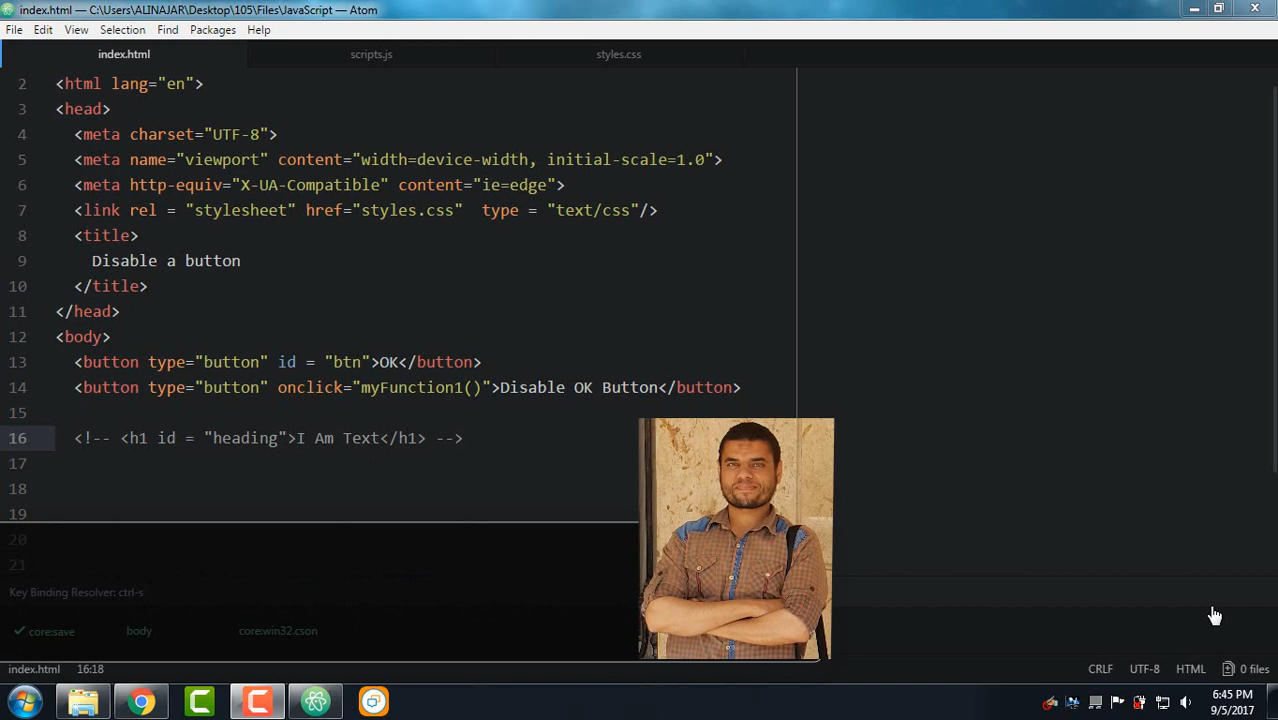 index.html — C:\Users\ALINAJAR\Desktop\105\Files\JavaScript — Atom
File Edit View Selection Find Packages Help
index.html scripts.js styles.css
2 <html lang="en">
3 <head>
4 <meta charset="UTF-8">
5 <meta name="viewport" content="width=device-width, initial-scale=1.0">
6 <meta http-equiv="X-UA-Compatible" content="ie=edge">
7 <link rel = "stylesheet" href="styles.css" type = "text/css"/>
8 <title>
9 Disable a button
10 </title>
11 </head>
12 <body>
13 <button type="button" id = "btn">OK</button>
14 <button type="button" onclick="myFunction1()">Disable OK Button</button>
15
16 <!-- <h1 id = "heading">I Am Text</h1> -->
17
18
19
20
21
Key Binding Resolver: ctrl-s
core:save body core:win32.cson
index.html 16:18 CRLF UTF-8 HTML 0 files
6:45 PM
9/5/2017